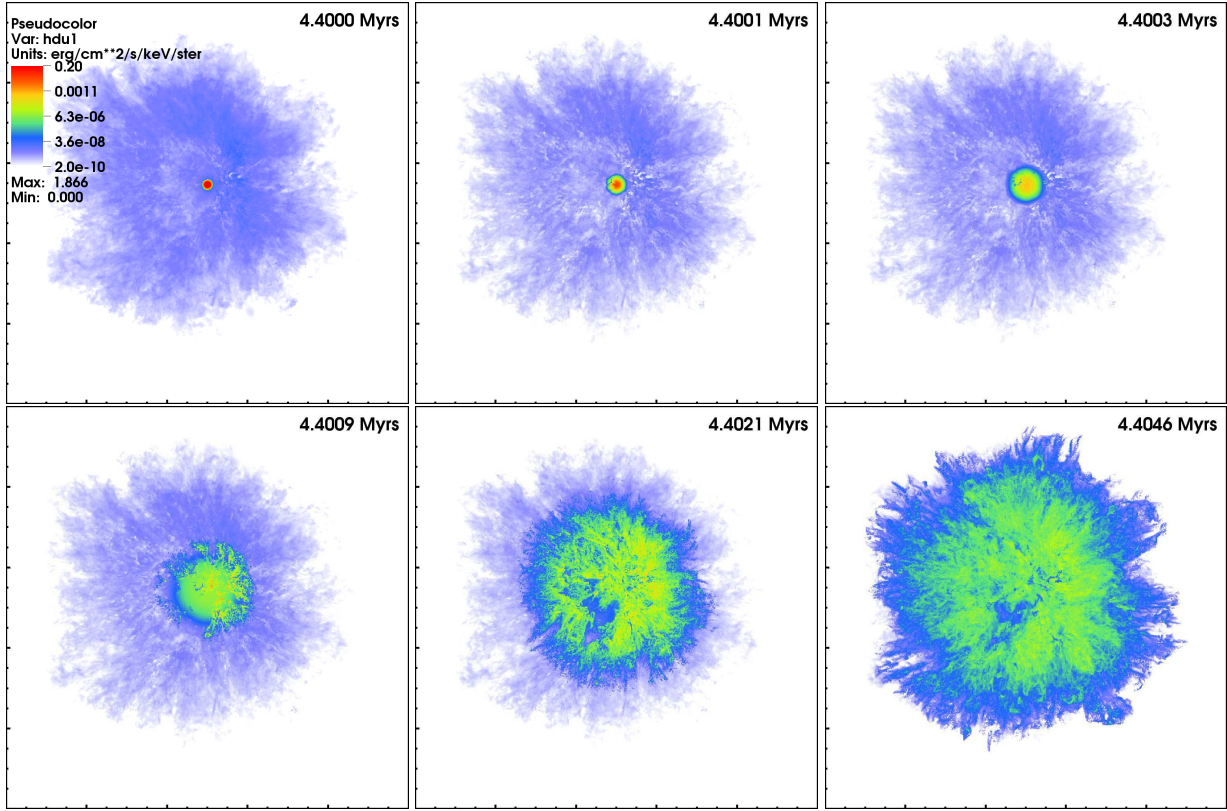 4.4000 Myrs
Pseudocolor
Var: hdu1
Units: erg/cm**2/s/keV/ster
0.20
0.0011
6.3e-06
3.6e-08
2.0e-10
Max: 1.866
Min: 0.000
4.4001 Myrs
4.4003 Myrs
4.4009 Myrs
4.4021 Myrs
4.4046 Myrs